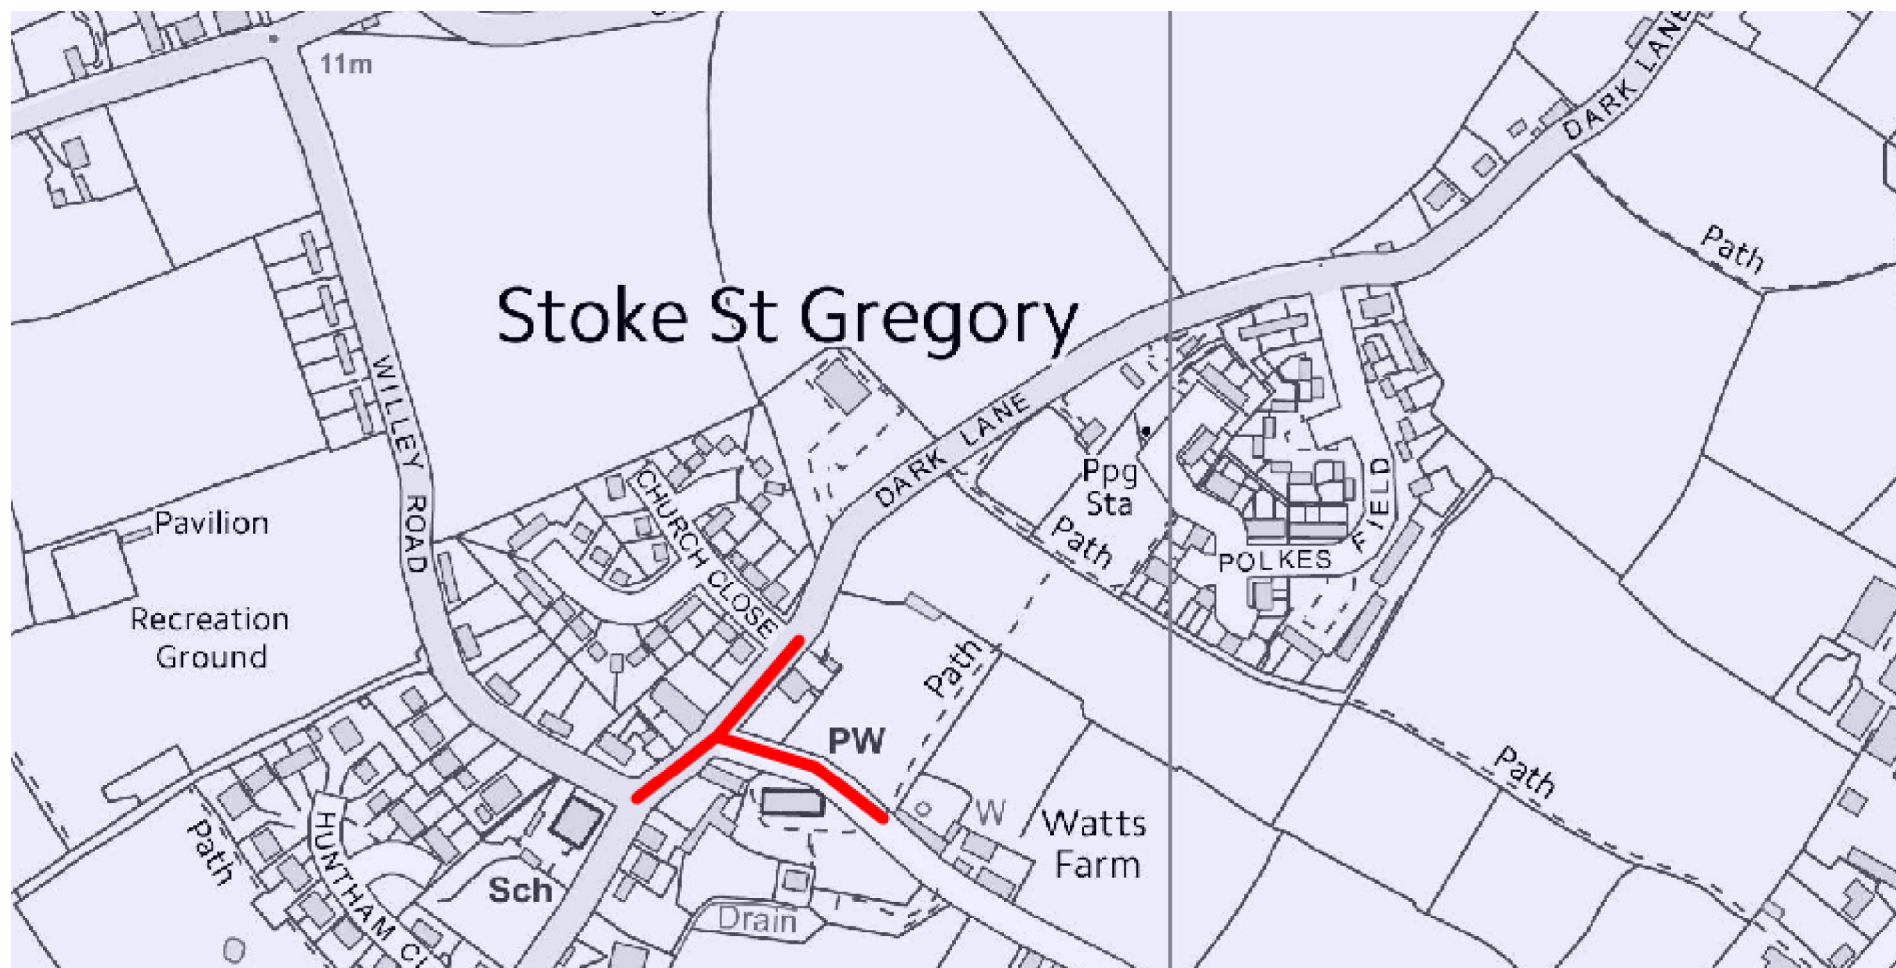 11m
DARK LANE
Path
Stoke St Gregory
WILLEY ROAD
DARK LANE
CHURCH CLOSE
Ppg
Sta
Path
POLKES FIELD
Pavilion
Recreation
Ground
Path
PW
Path
W
Watts
Farm
Path
HUNTHAM
Sch
Drain